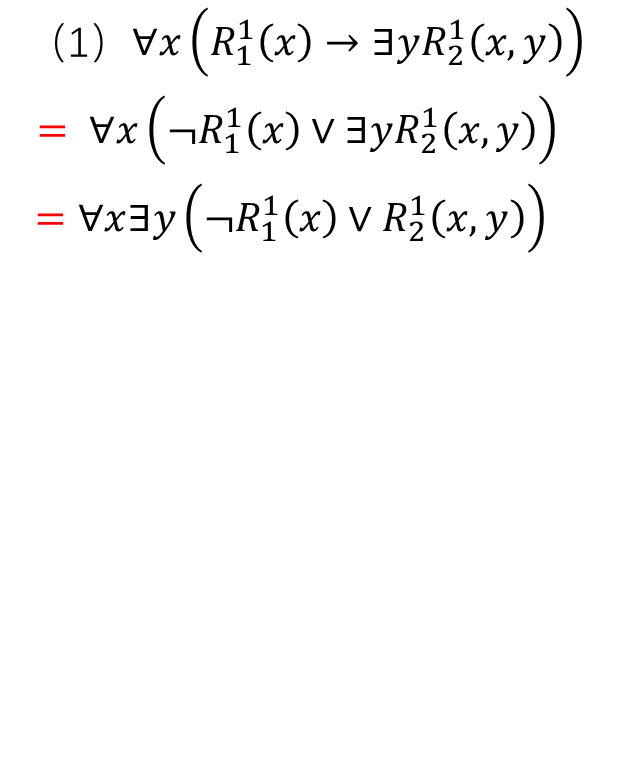 (1) ∀x(R₁¹(x) → ∃yR₂¹(x, y))
= ∀x(¬R₁¹(x) ∨ ∃yR₂¹(x, y))
= ∀x∃y(¬R₁¹(x) ∨ R₂¹(x, y))